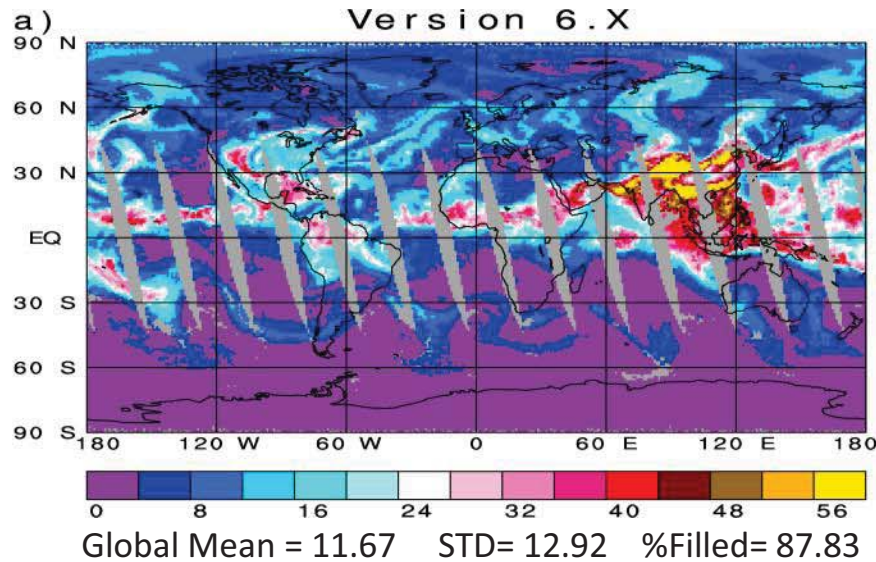 a) Version 6.X
90 N
60 N
30 N
EQ
30 S
60 S
90 S
180 120 W 60 W 0 60 E 120 E 180
0 8 16 24 32 40 48 56
Global Mean = 11.67 STD= 12.92 %Filled= 87.83